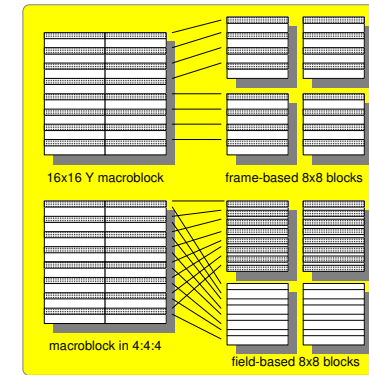 16x16 Y macroblock frame-based 8x8 blocks
macroblock in 4:4:4
field-based 8x8 blocks